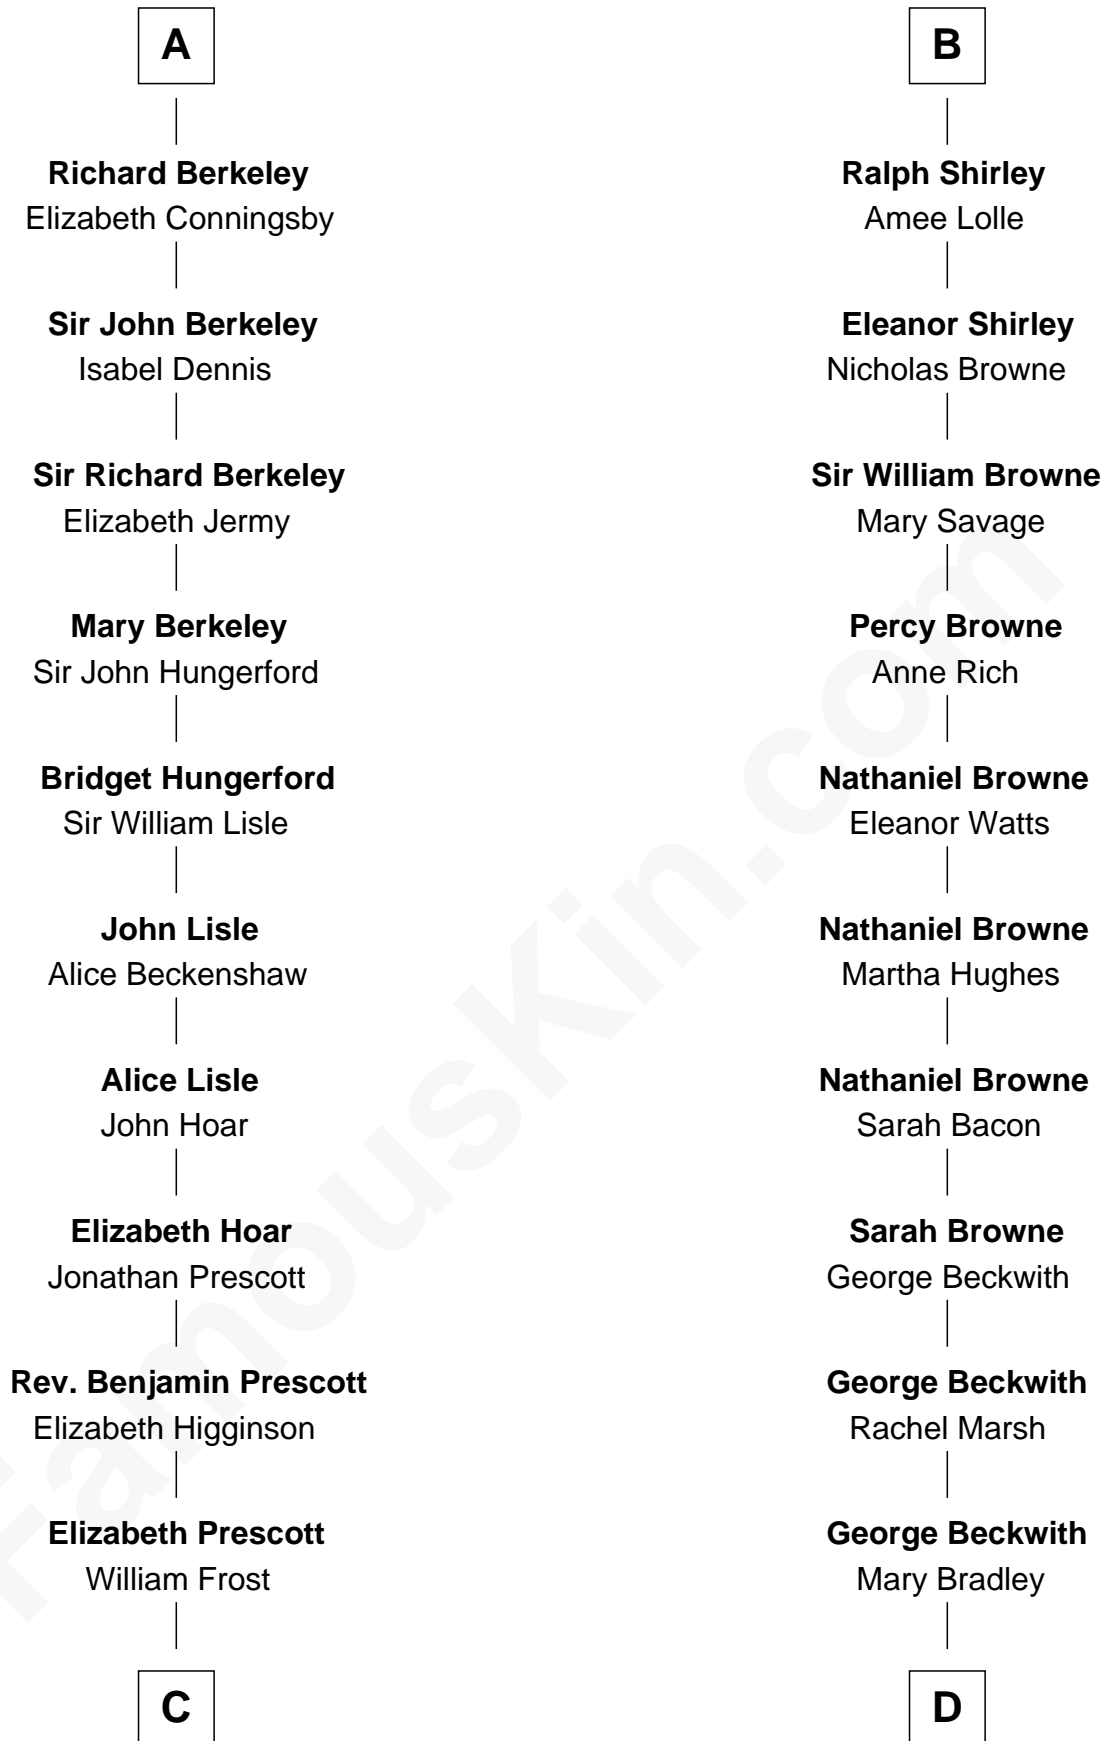 A
Richard Berkeley
Elizabeth Conningsby
Sir John Berkeley
Isabel Dennis
Sir Richard Berkeley
Elizabeth Jermy
Mary Berkeley
Sir John Hungerford
Bridget Hungerford
Sir William Lisle
John Lisle
Alice Beckenshaw
Alice Lisle
John Hoar
Elizabeth Hoar
Jonathan Prescott
Rev. Benjamin Prescott
Elizabeth Higginson
Elizabeth Prescott
William Frost
C
B
Ralph Shirley
Amee Lolle
Eleanor Shirley
Nicholas Browne
Sir William Browne
Mary Savage
Percy Browne
Anne Rich
Nathaniel Browne
Eleanor Watts
Nathaniel Browne
Martha Hughes
Nathaniel Browne
Sarah Bacon
Sarah Browne
George Beckwith
George Beckwith
Rachel Marsh
George Beckwith
Mary Bradley
D
FamousKin.com